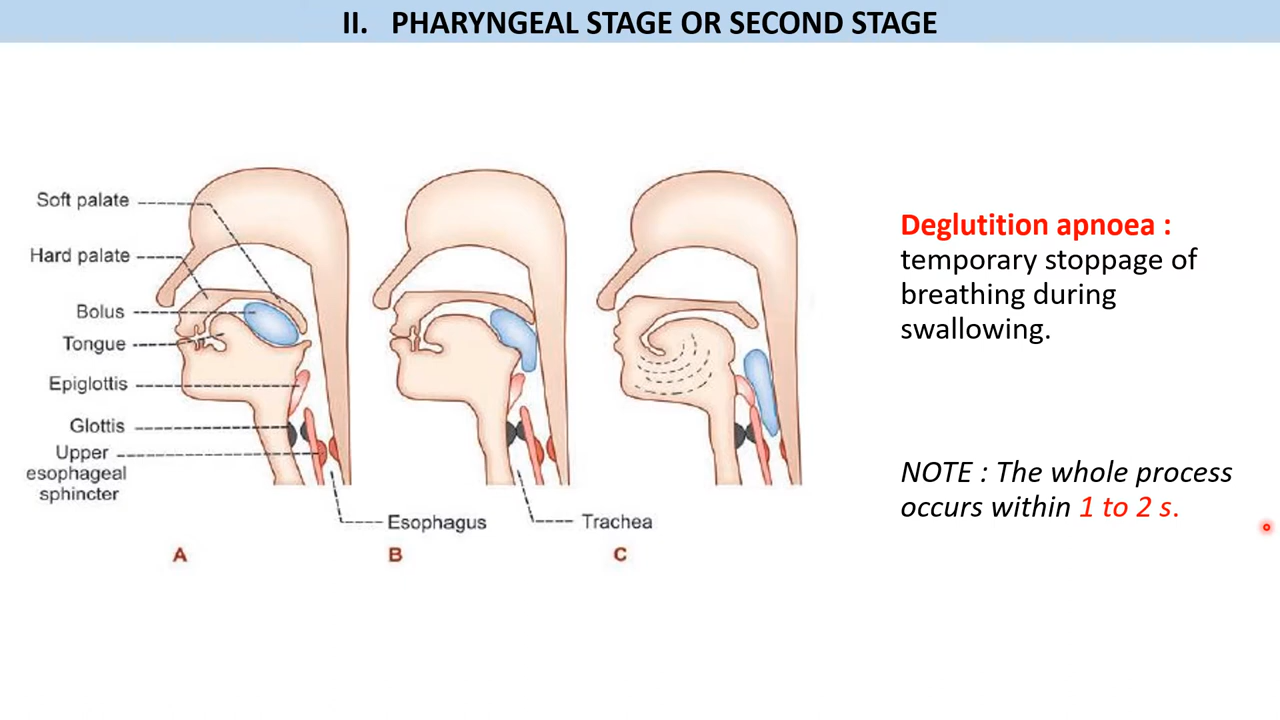 II. PHARYNGEAL STAGE OR SECOND STAGE
Soft palate
Hard palate
Bolus
Tongue
Epiglottis
Glottis
Upper
esophageal
sphincter
Esophagus
Trachea
A
B
C
Deglutition apnoea :
temporary stoppage of
breathing during
swallowing.
NOTE : The whole process
occurs within 1 to 2 s.